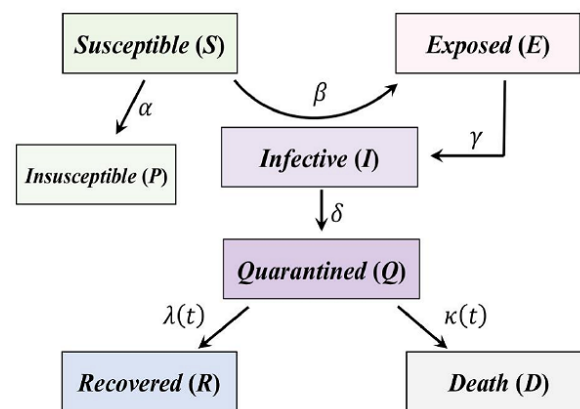 Susceptible (S)
Exposed (E)
α
β
γ
Insusceptible (P)
Infective (I)
δ
Quarantined (Q)
λ(t)
κ(t)
Recovered (R)
Death (D)